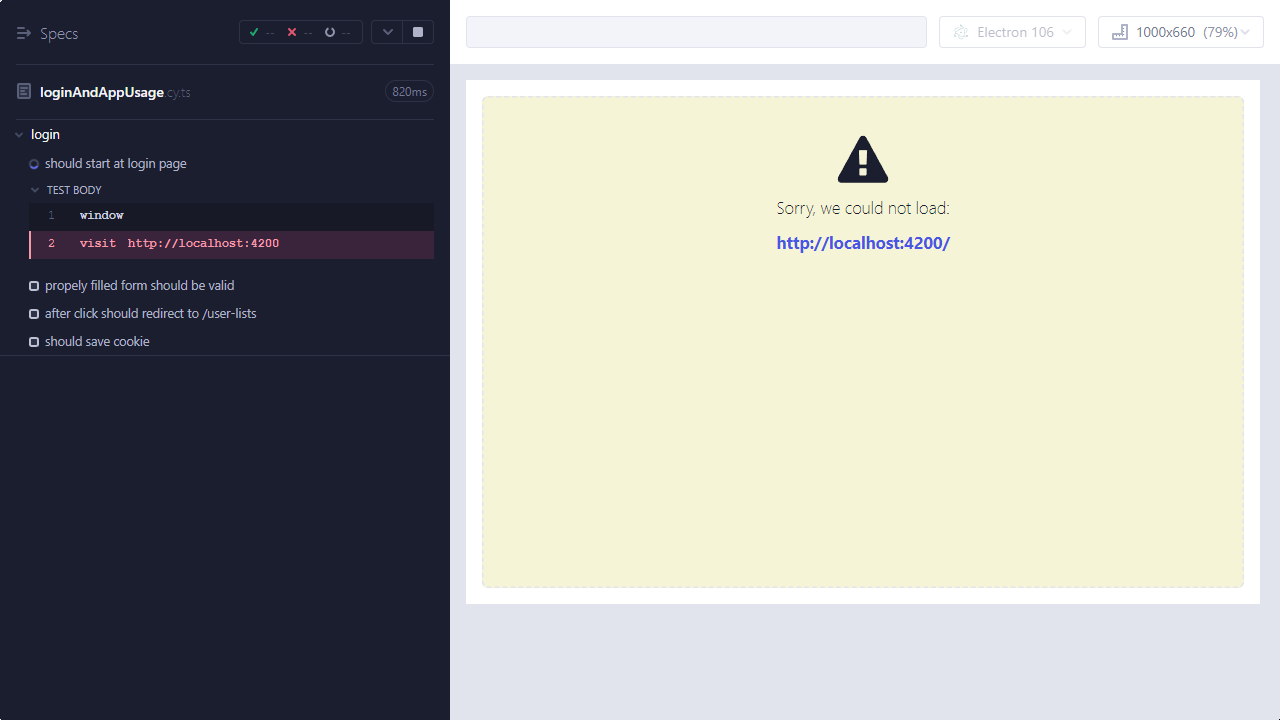 Specs
--
--
--
loginAndAppUsage.cy.ts
820ms
login
should start at login page
TEST BODY
1 window
2 visit http://localhost:4200
propely filled form should be valid
after click should redirect to /user-lists
should save cookie
Electron 106
1000x660 (79%)
Sorry, we could not load:
http://localhost:4200/